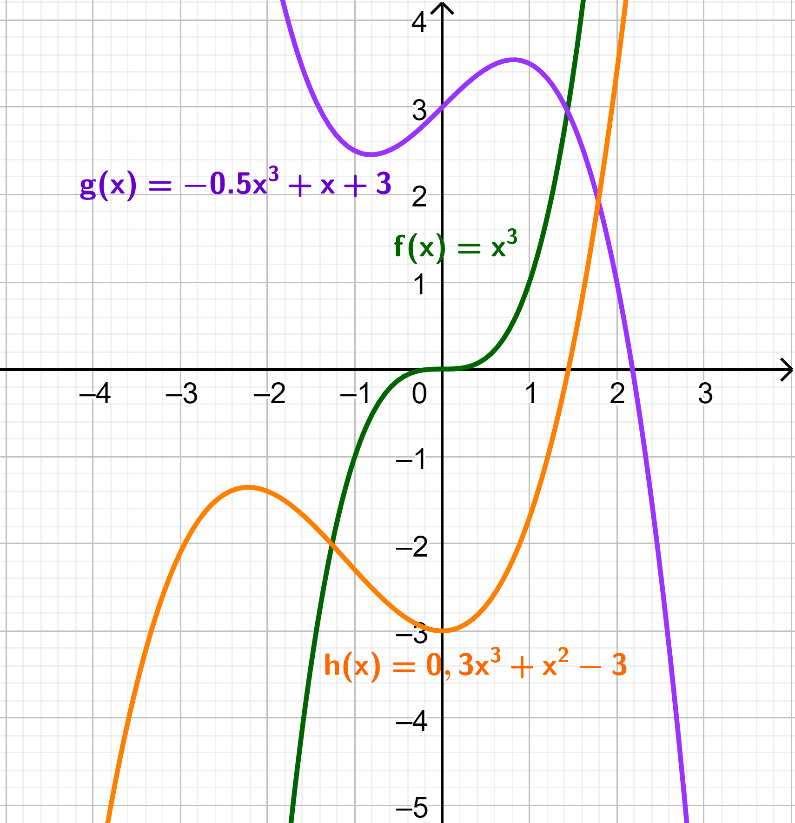 4
3
g(x) = −0.5x³ + x + 3
2
f(x) = x³
1
–4 –3 –2 –1 0 1 2 3
–1
–2
–3
h(x) = 0, 3x³ + x² − 3
–4
–5